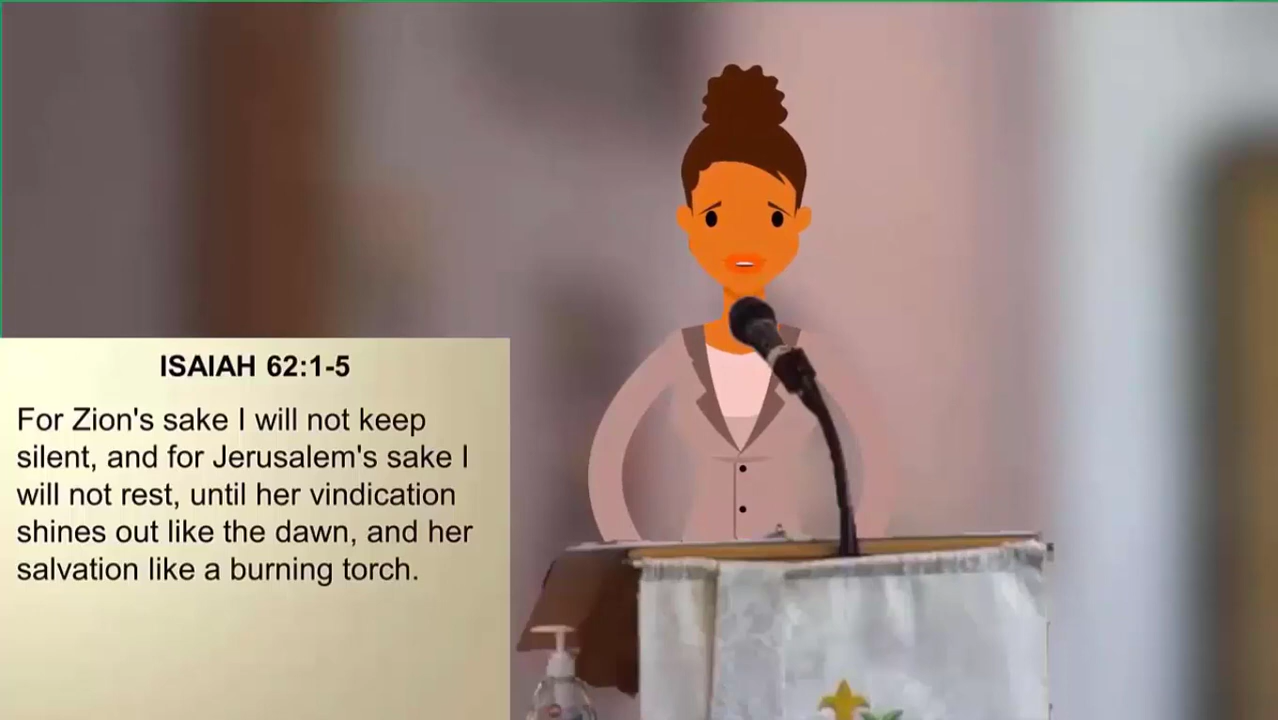 ISAIAH 62:1-5
For Zion's sake I will not keep
silent, and for Jerusalem's sake I
will not rest, until her vindication
shines out like the dawn, and her
salvation like a burning torch.